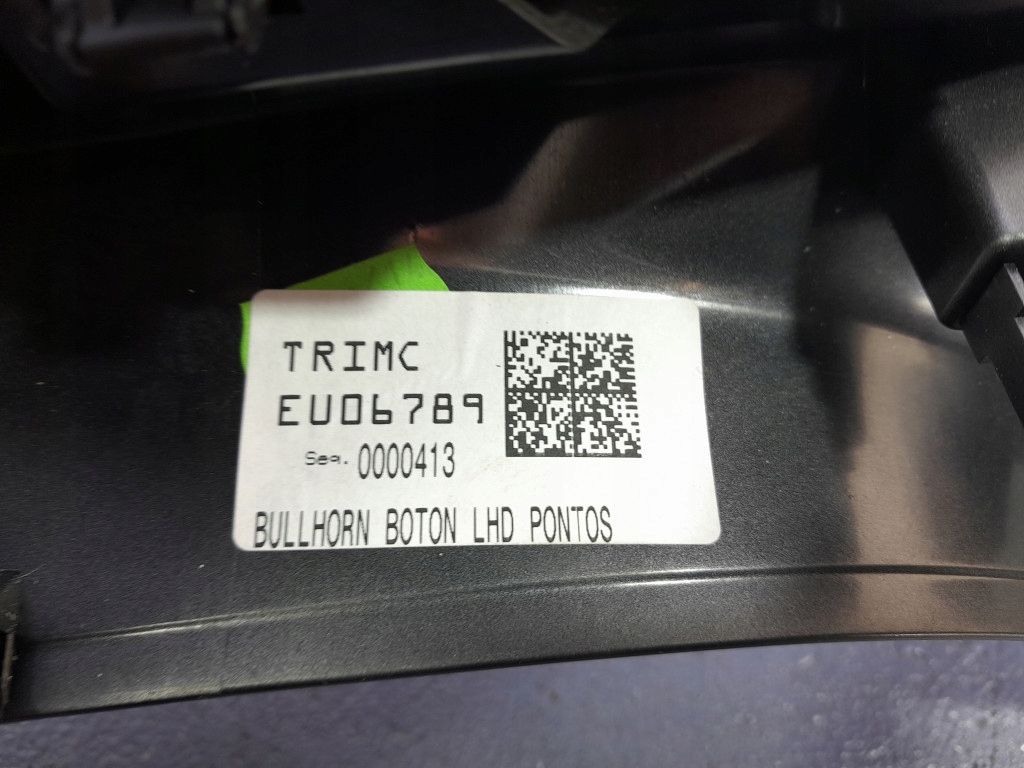 TRIMC
EU06789
Seq. 0000413
BULLHORN BOTON LHD PONTOS